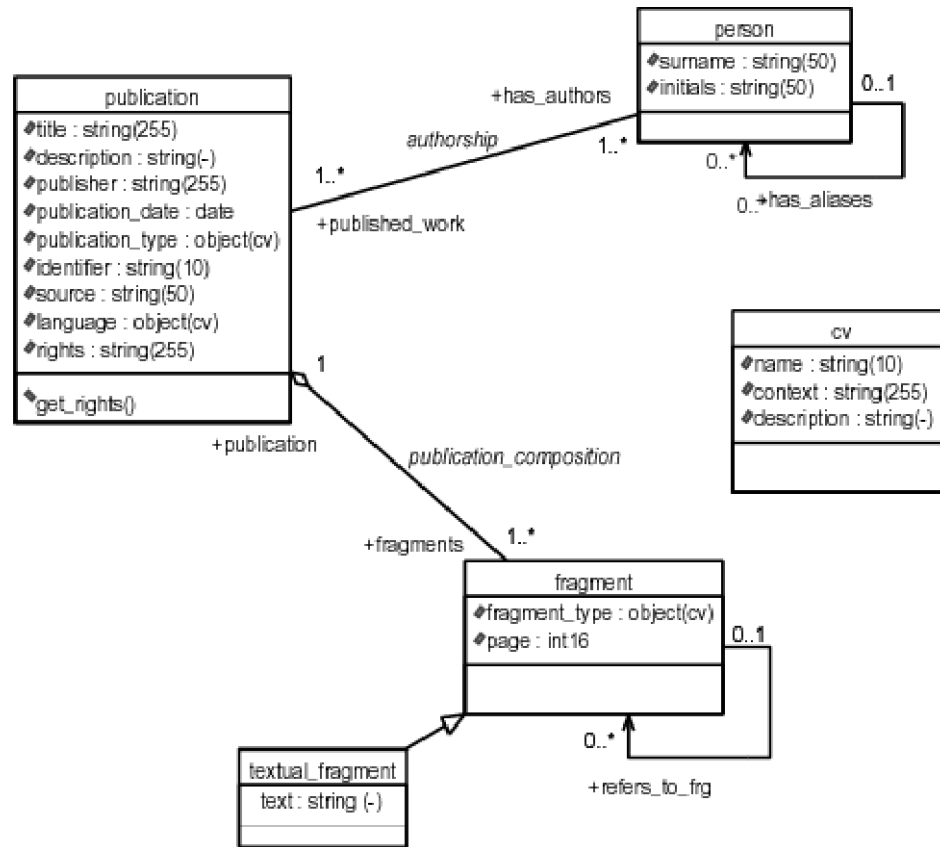 person
surname : string(50)
initials : string(50)
0..1
0..*
0..*
+has_aliases
publication
title : string(255)
description : string(-)
publisher : string(255)
publication_date : date
publication_type : object(cv)
identifier : string(10)
source : string(50)
language : object(cv)
rights : string(255)
get_rights()
+has_authors
authorship
1..*
1..*
+published_work
cv
name : string(10)
context : string(255)
description : string(-)
1
+publication
publication_composition
+fragments
1..*
fragment
fragment_type : object(cv)
page : int16
0..1
0..*
+refers_to_frg
textual_fragment
text : string (-)